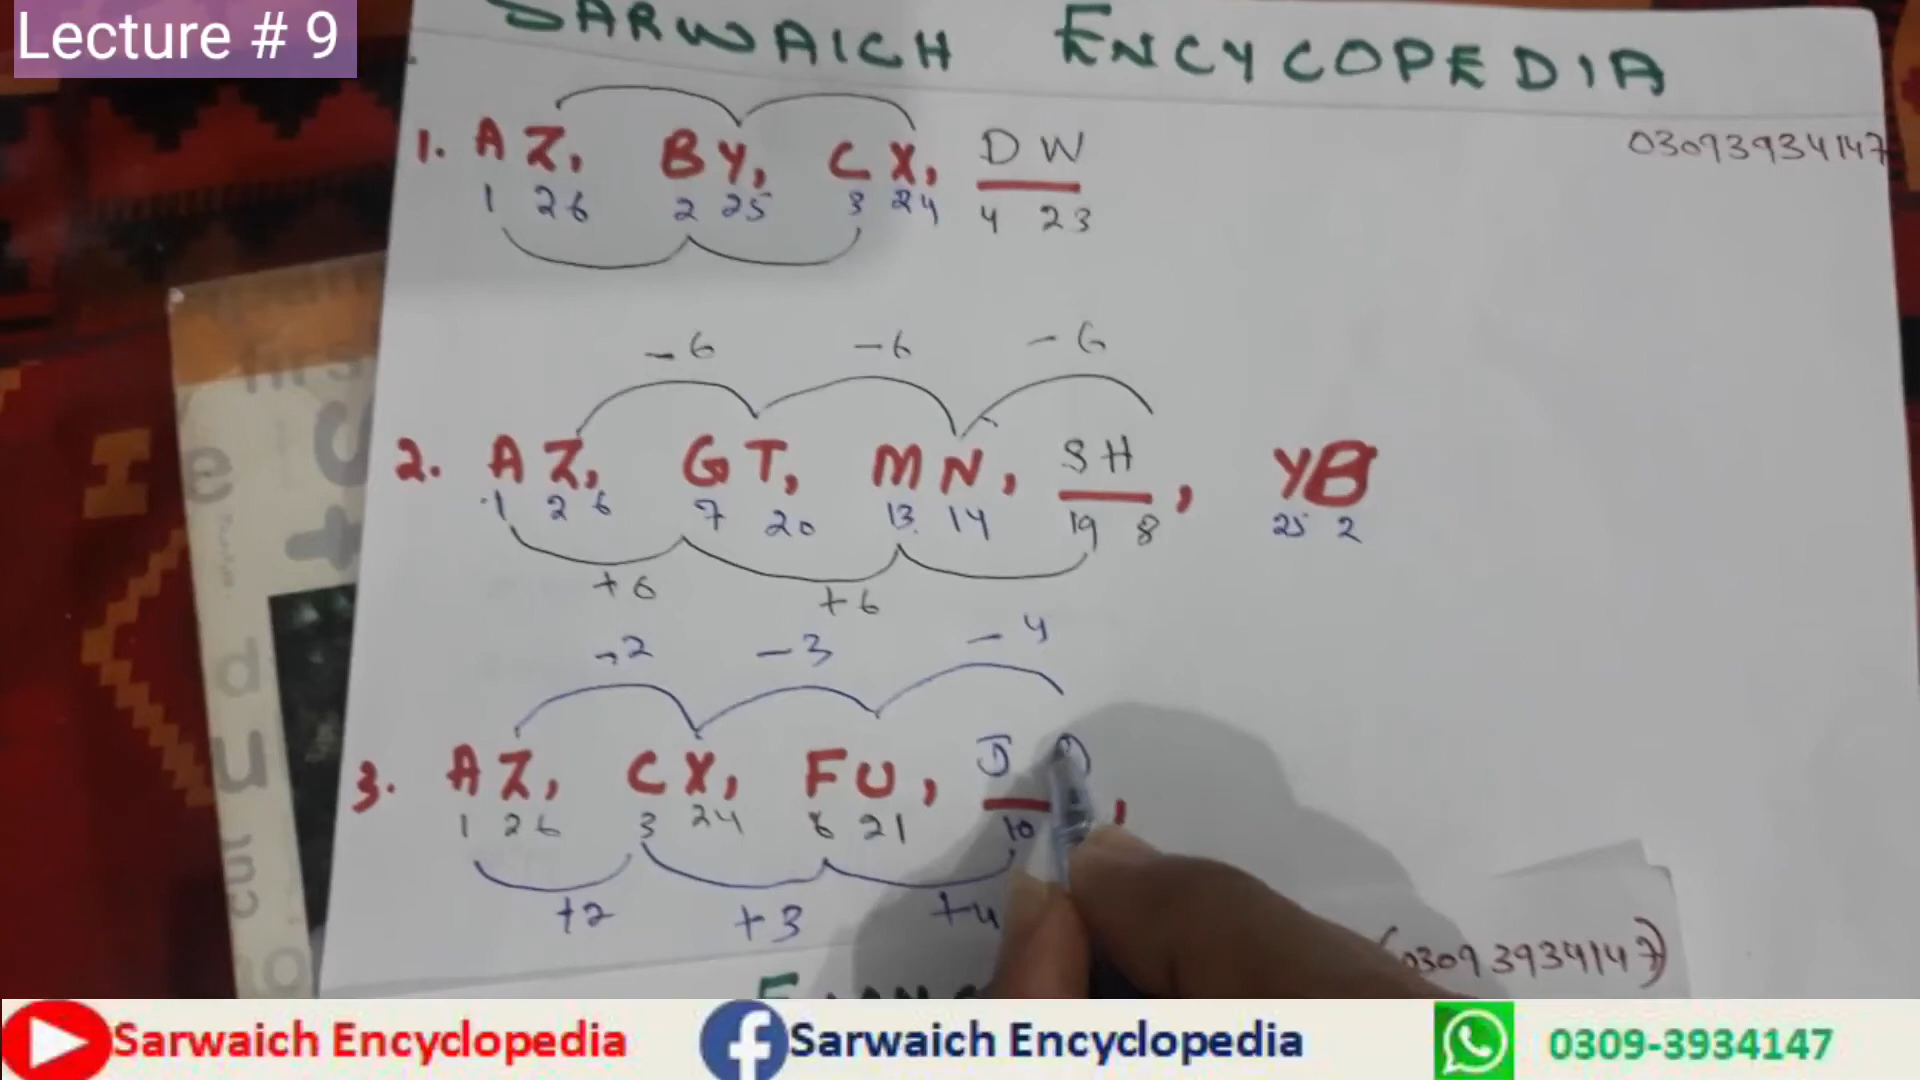 Lecture # 9
SARWAICH ENCYCOPEDIA
03093934147
1. AZ, BY, CX, DW
1 26 2 25 3 24 4 23
-6 -6 -6
2. AZ, GT, MN, SH, YB
1 26 7 20 13 14 19 8 25 2
+6 +6
-2 -3 -4
3. AZ, CX, FU, J
1 26 3 24 6 21 10
+2 +3 +4
(03093934147)
Sarwaich Encyclopedia Sarwaich Encyclopedia 0309-3934147